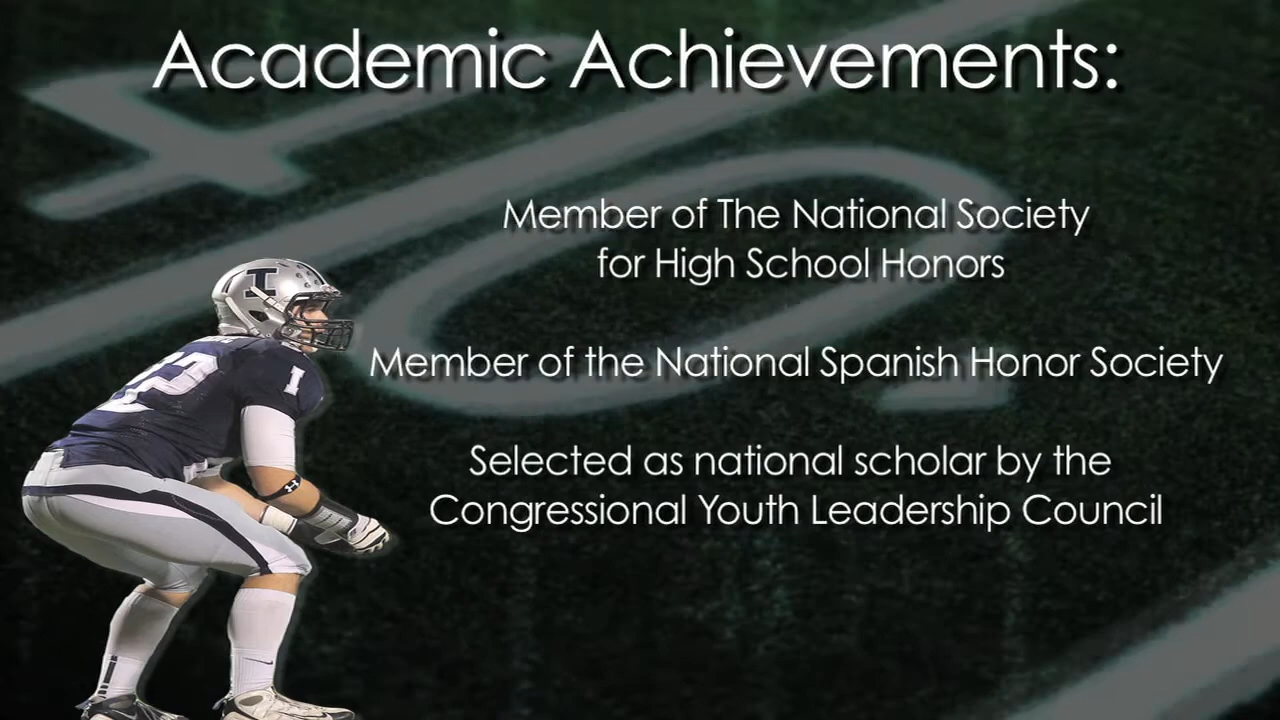 Academic Achievements:
Member of The National Society
for High School Honors
Member of the National Spanish Honor Society
Selected as national scholar by the
Congressional Youth Leadership Council
I
1